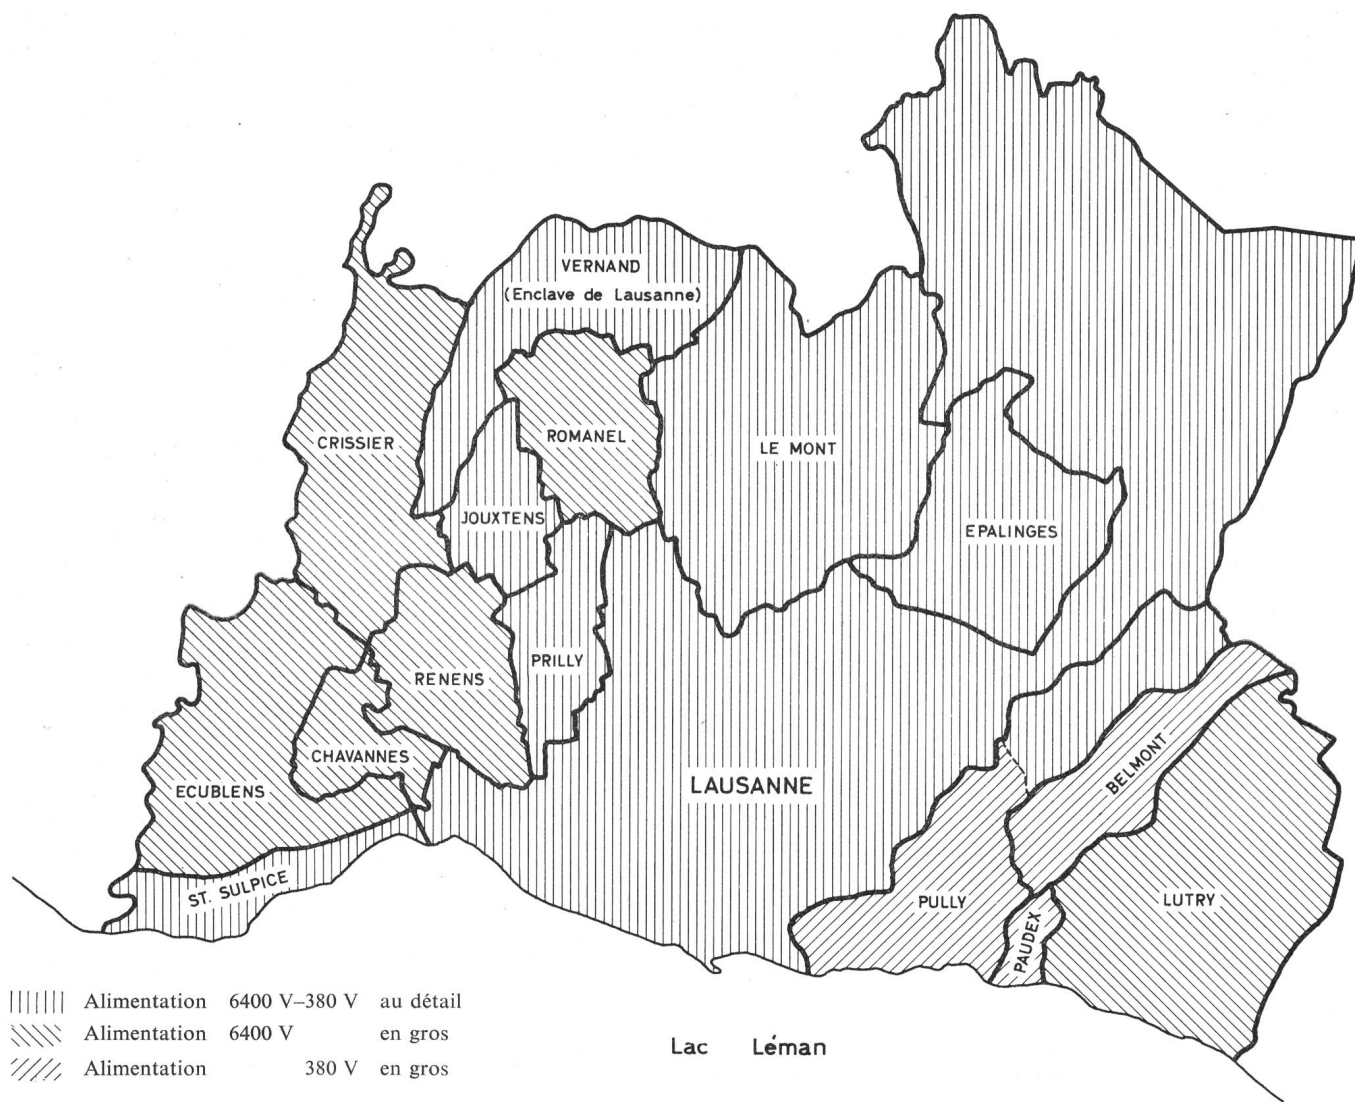 VERNAND
(Enclave de Lausanne)
CRISSIER
ROMANEL
LE MONT
JOUXTENS
EPALINGES
PRILLY
RENENS
CHAVANNES
ECUBLENS
LAUSANNE
BELMONT
ST. SULPICE
PULLY
LUTRY
PAUDEX
Alimentation 6400 V–380 V au détail
Alimentation 6400 V en gros
Alimentation 380 V en gros
Lac Léman